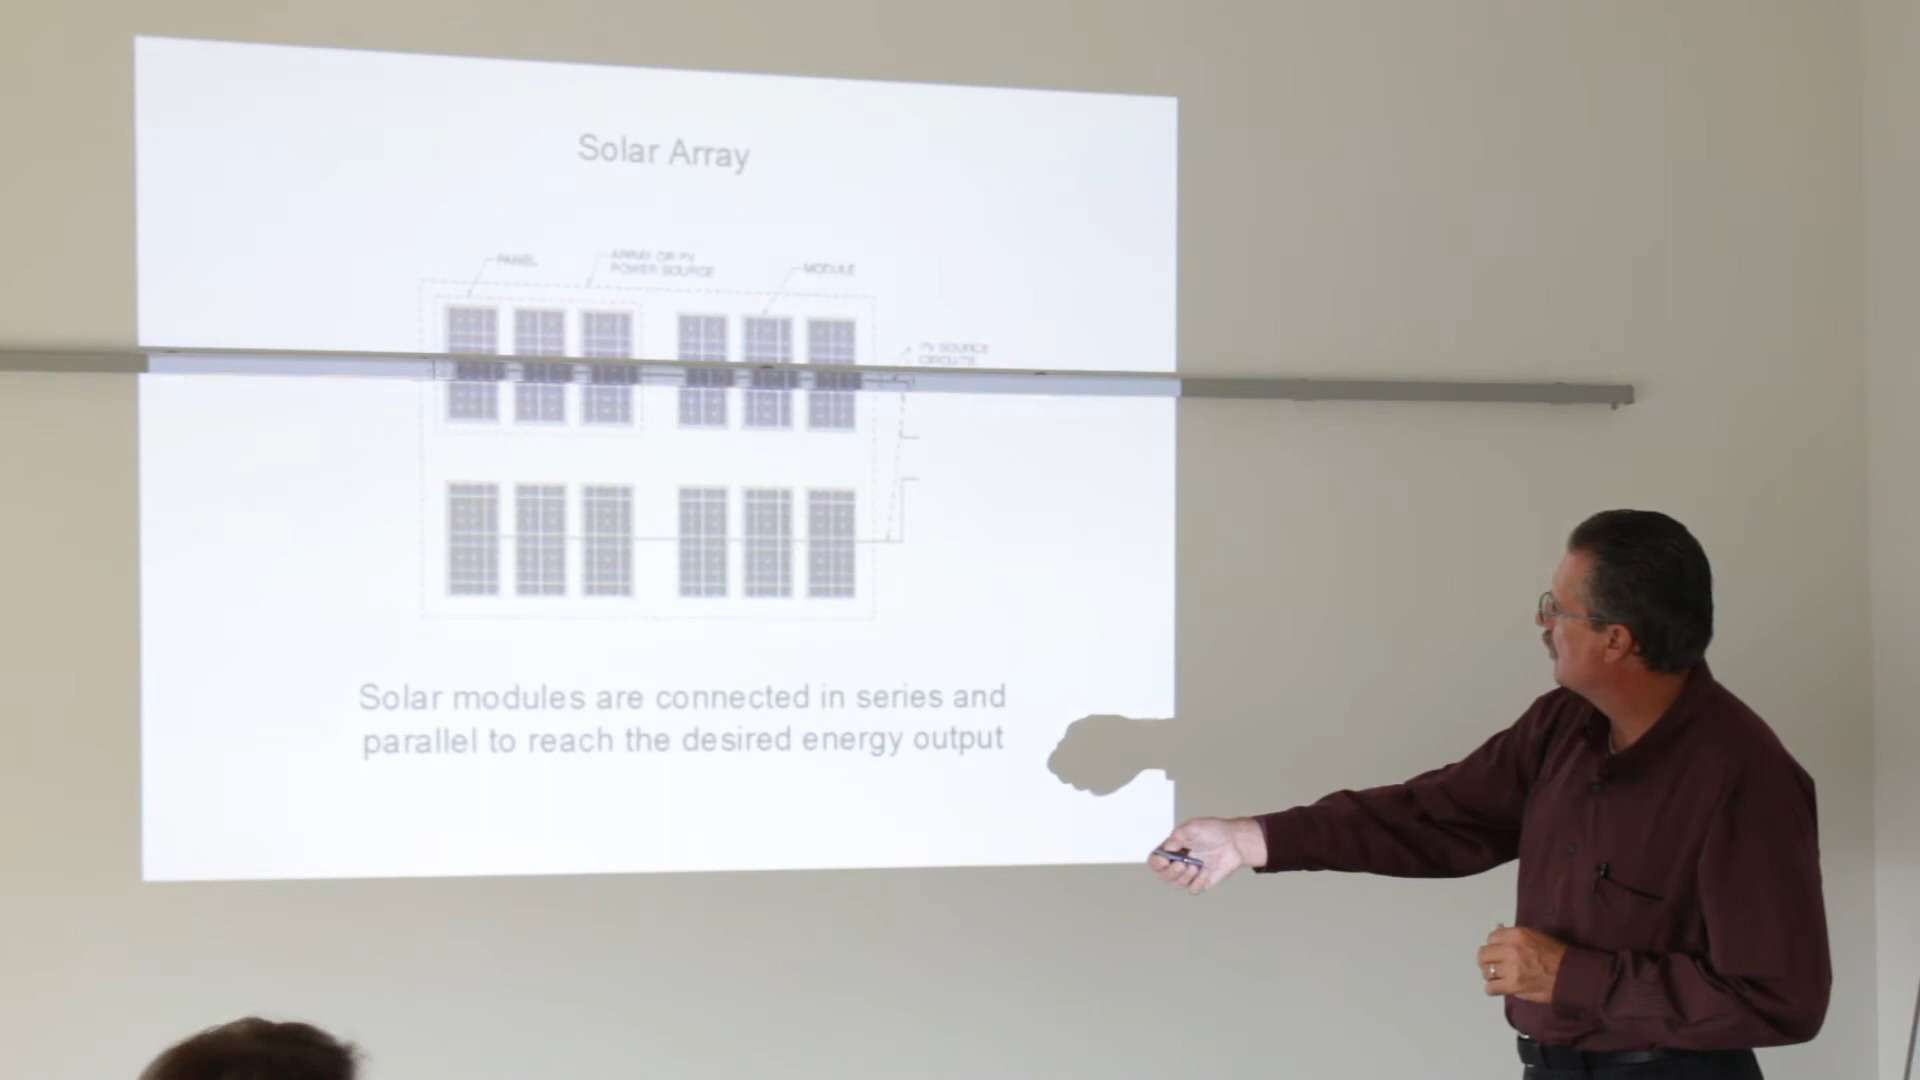 Solar Array
PANEL
ARRAY OR PV
POWER SOURCE
MODULE
PV SOURCE
CIRCUITS
Solar modules are connected in series and
parallel to reach the desired energy output